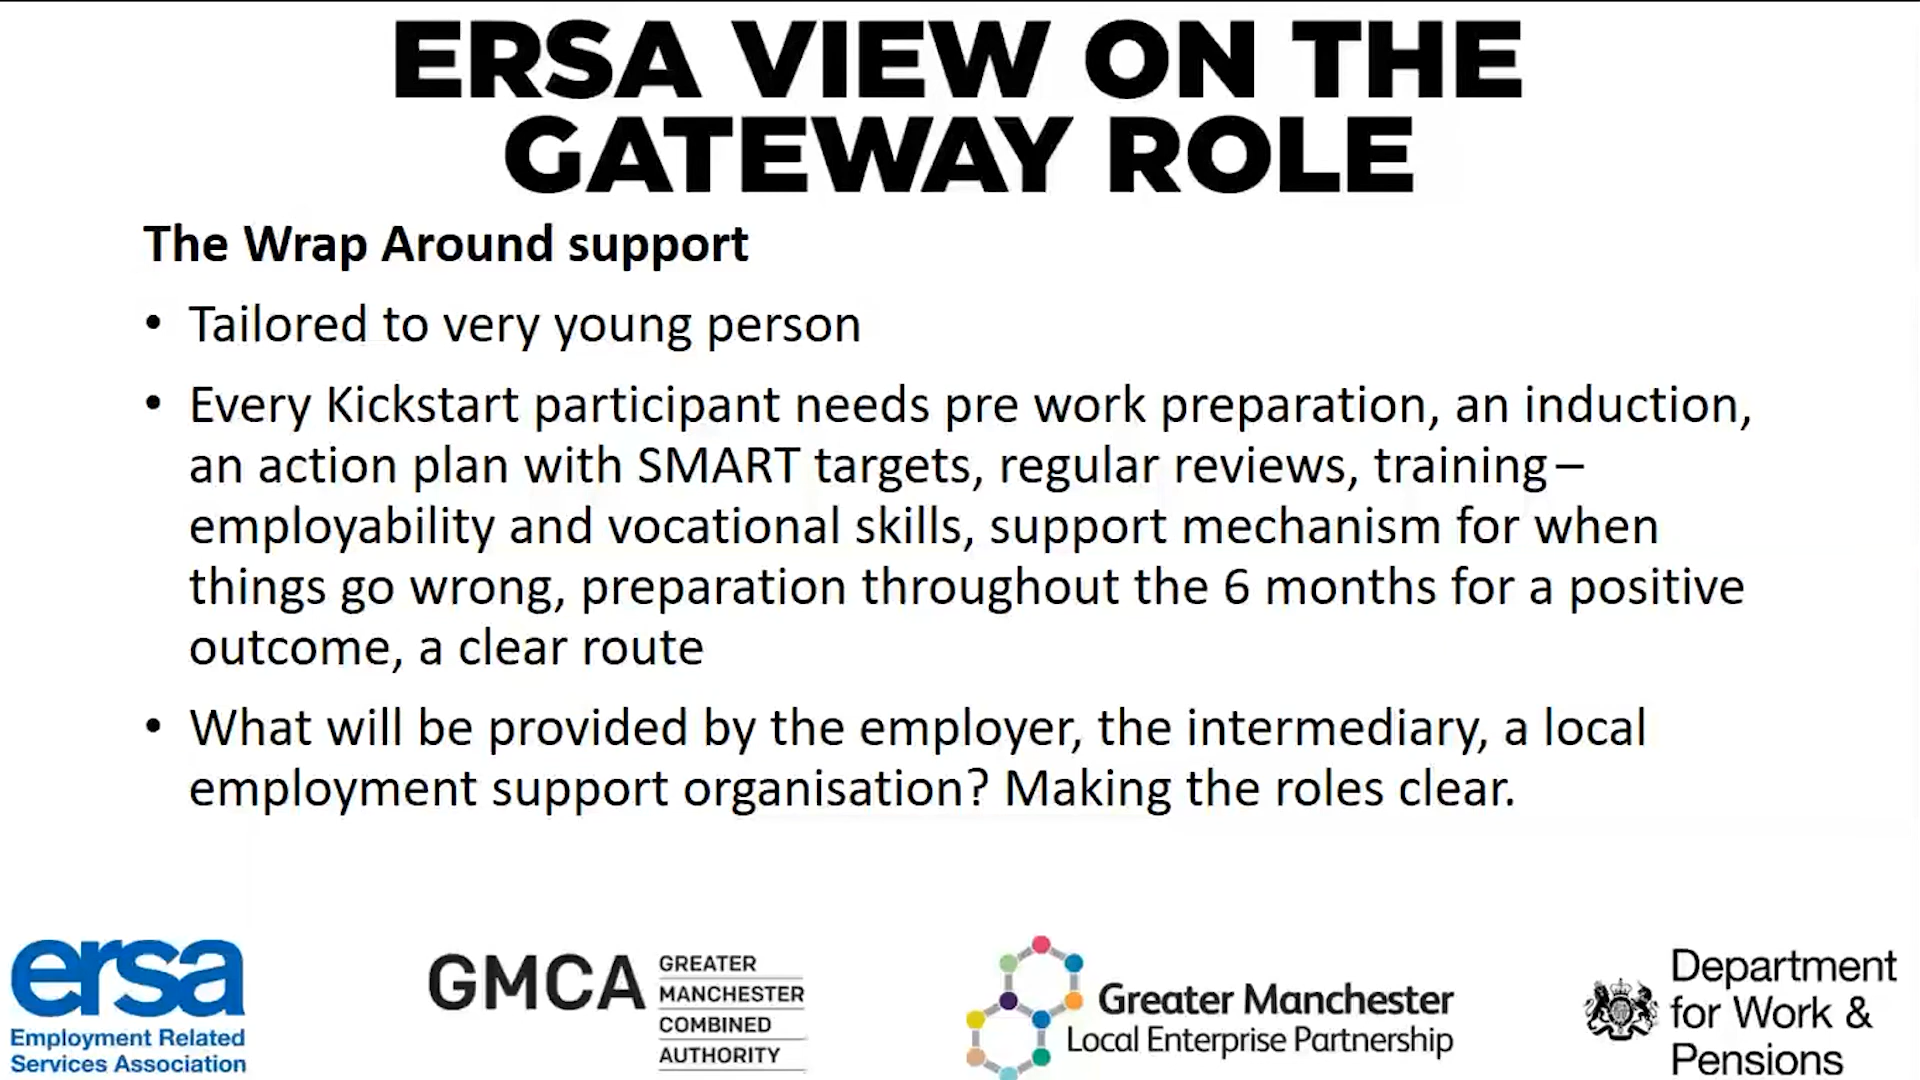 ERSA VIEW ON THE
GATEWAY ROLE
The Wrap Around support
• Tailored to very young person
• Every Kickstart participant needs pre work preparation, an induction,
an action plan with SMART targets, regular reviews, training –
employability and vocational skills, support mechanism for when
things go wrong, preparation throughout the 6 months for a positive
outcome, a clear route
• What will be provided by the employer, the intermediary, a local
employment support organisation? Making the roles clear.
ersa
Employment Related
Services Association
GMCA
GREATER
MANCHESTER
COMBINED
AUTHORITY
Greater Manchester
Local Enterprise Partnership
Department
for Work &
Pensions